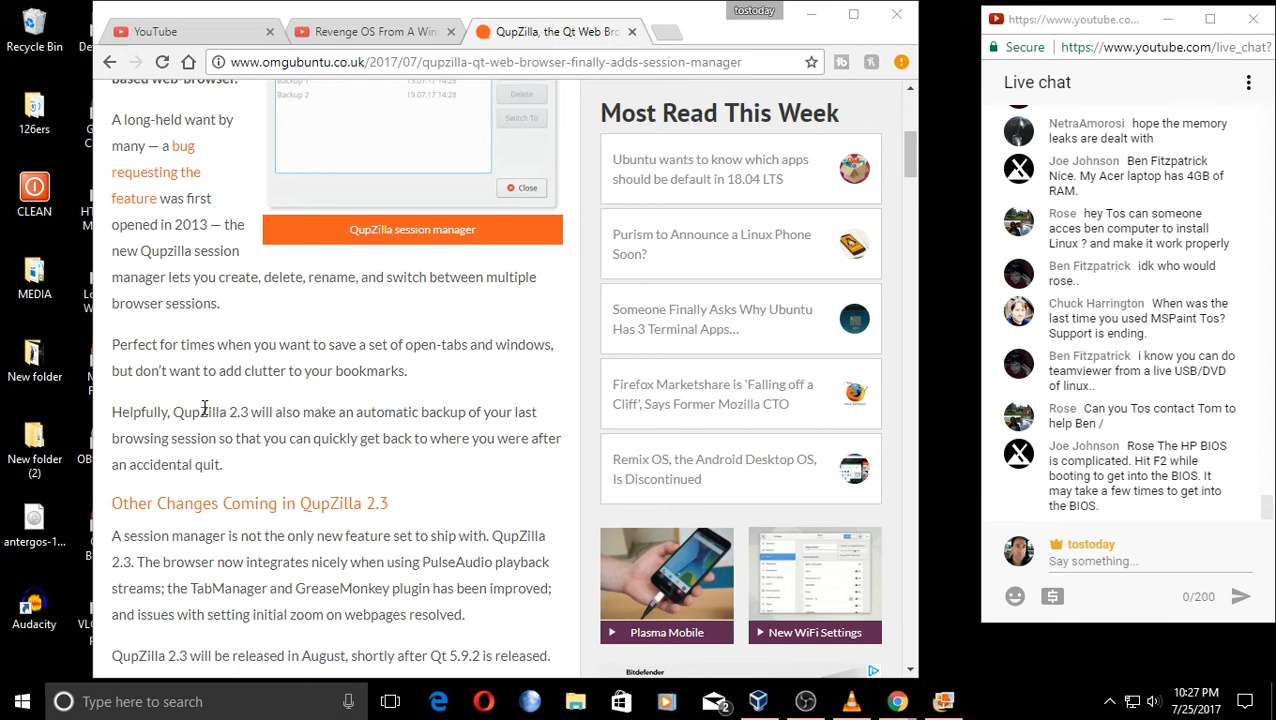 tostoday
Recycle Bin
126ers
CLEAN
MEDIA
New folder
New folder
(2)
antergos-1...
Audacity
YouTube
Revenge OS From A Win
QupZilla, the Qt Web Bro
www.omgubuntu.co.uk/2017/07/qupzilla-qt-web-browser-finally-adds-session-manager
based web-browser.
Backup 1 19.07.17 14:28
Backup 2 19.07.17 14:28
Delete
Switch To
Close
QupZilla session manager
A long-held want by
many — a bug
requesting the
feature was first
opened in 2013 — the
new Qupzilla session
manager lets you create, delete, rename, and switch between multiple
browser sessions.
Perfect for times when you want to save a set of open-tabs and windows,
but don't want to add clutter to your bookmarks.
Helpfully, QupZilla 2.3 will also make an automatic backup of your last
browsing session so that you can quickly get back to where you were after
an accidental quit.
Other Changes Coming in QupZilla 2.3
A session manager is not the only new feature set to ship with. QupZilla
2.3. The browser now integrates nicely when using PulseAudio playback
streams; the TabManager and GreaseMonkey plugin has been improved;
and issues with setting initial zoom on webpages resolved.
QupZilla 2.3 will be released in August, shortly after Qt 5.9.2 is released.
Most Read This Week
Ubuntu wants to know which apps
should be default in 18.04 LTS
Purism to Announce a Linux Phone
Soon?
Someone Finally Asks Why Ubuntu
Has 3 Terminal Apps...
Firefox Marketshare is 'Falling off a
Cliff', Says Former Mozilla CTO
Remix OS, the Android Desktop OS,
Is Discontinued
Plasma Mobile
New WiFi Settings
Bitdefender
https://www.youtube.co...
Secure https://www.youtube.com/live_chat?
Live chat
NetraAmorosi hope the memory
leaks are dealt with
Joe Johnson Ben Fitzpatrick
Nice. My Acer laptop has 4GB of
RAM.
Rose hey Tos can someone
acces ben computer to install
Linux ? and make it work properly
Ben Fitzpatrick idk who would
rose..
Chuck Harrington When was the
last time you used MSPaint Tos?
Support is ending.
Ben Fitzpatrick i know you can do
teamviewer from a live USB/DVD
of linux..
Rose Can you Tos contact Tom to
help Ben /
Joe Johnson Rose The HP BIOS
is complicated. Hit F2 while
booting to get into the BIOS. It
may take a few times to get into
the BIOS.
tostoday
Say something...
0/200
Type here to search
2
10:27 PM
7/25/2017